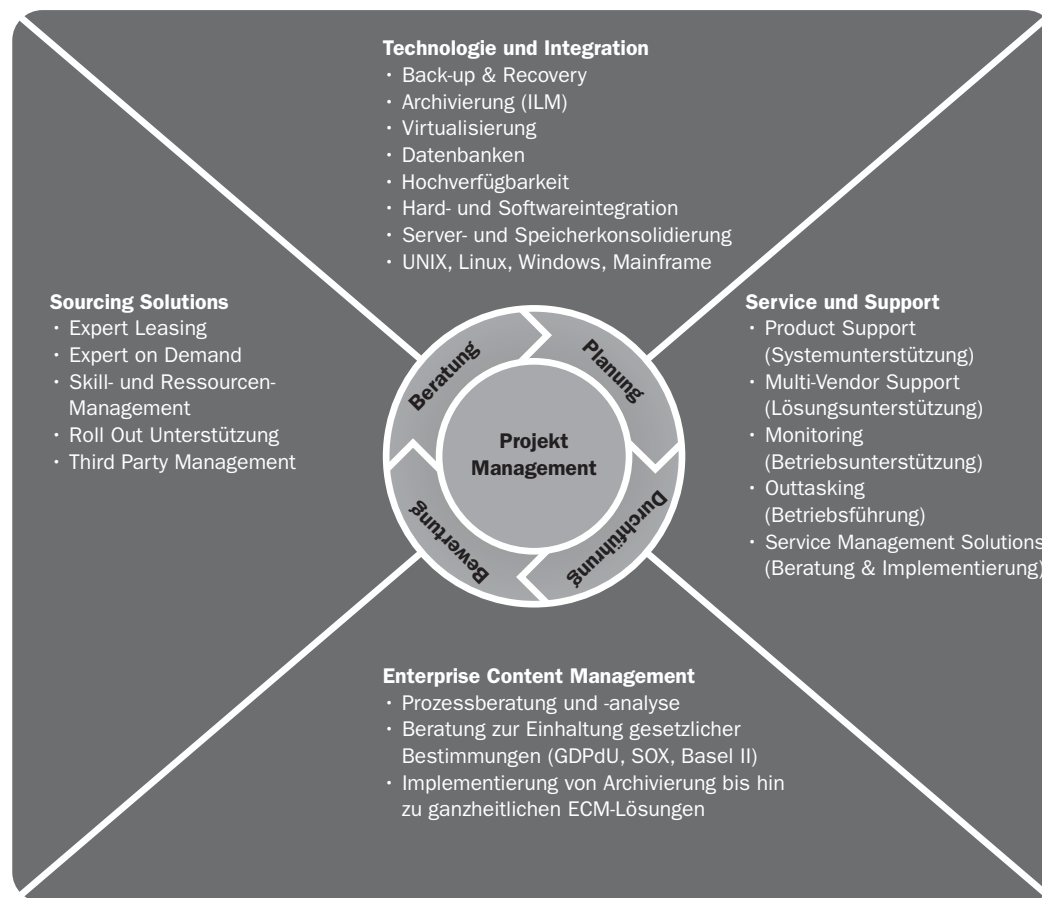 Technologie und Integration
· Back-up & Recovery
· Archivierung (ILM)
· Virtualisierung
· Datenbanken
· Hochverfügbarkeit
· Hard- und Softwareintegration
· Server- und Speicherkonsolidierung
· UNIX, Linux, Windows, Mainframe
Sourcing Solutions
· Expert Leasing
· Expert on Demand
· Skill- und Ressourcen-
Management
· Roll Out Unterstützung
· Third Party Management
Beratung
Planung
Durchführung
Bewertung
Projekt
Management
Service und Support
· Product Support
(Systemunterstützung)
· Multi-Vendor Support
(Lösungsunterstützung)
· Monitoring
(Betriebsunterstützung)
· Outtasking
(Betriebsführung)
· Service Management Solutions
(Beratung & Implementierung)
Enterprise Content Management
· Prozessberatung und -analyse
· Beratung zur Einhaltung gesetzlicher
Bestimmungen (GDPdU, SOX, Basel II)
· Implementierung von Archivierung bis hin
zu ganzheitlichen ECM-Lösungen